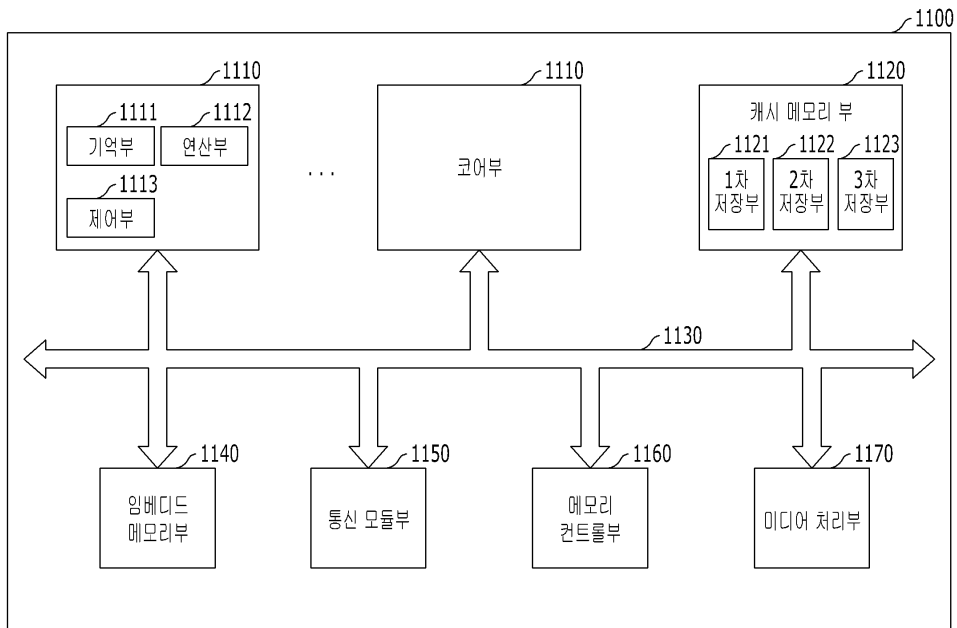 1100
1110
1110
1120
1111
1112
기억부
연산부
1113
제어부
...
코어부
캐시 메모리 부
1121
1122
1123
1차
저장부
2차
저장부
3차
저장부
1130
1140
1150
1160
1170
임베디드
메모리부
통신 모듈부
메모리
컨트롤부
미디어 처리부